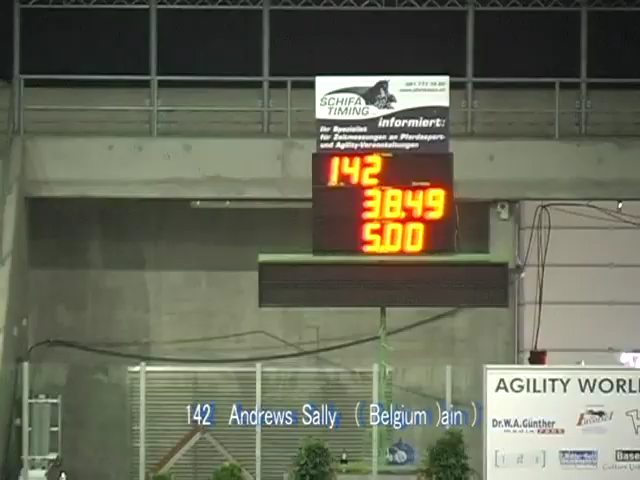 SCHIFA
TIMING
informiert:
Ihr Spezialist
für Zeitmessungen an Pferdesport-
und Agility-Veranstaltungen
142
38.49
5.00
142 Andrews Sally ( Belgium )ain )
AGILITY WORL
Dr.W.A.Günther